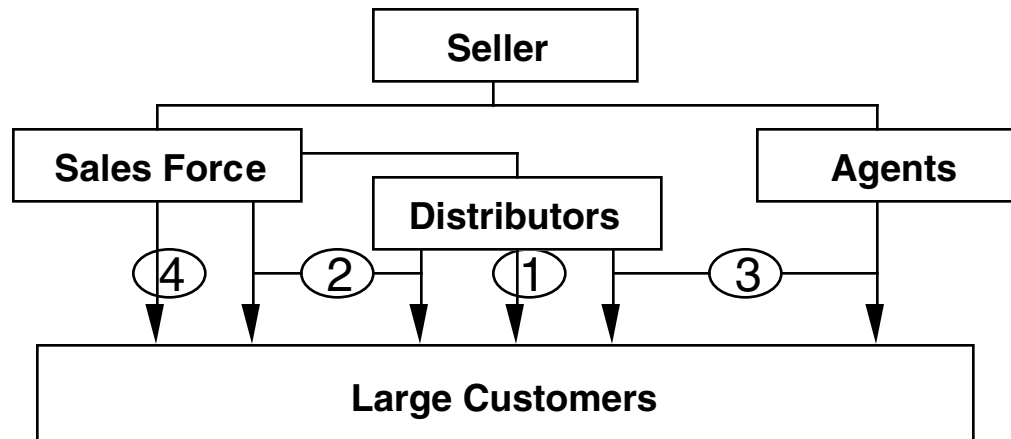 Seller
Sales Force
Agents
Distributors
4
2
1
3
Large Customers